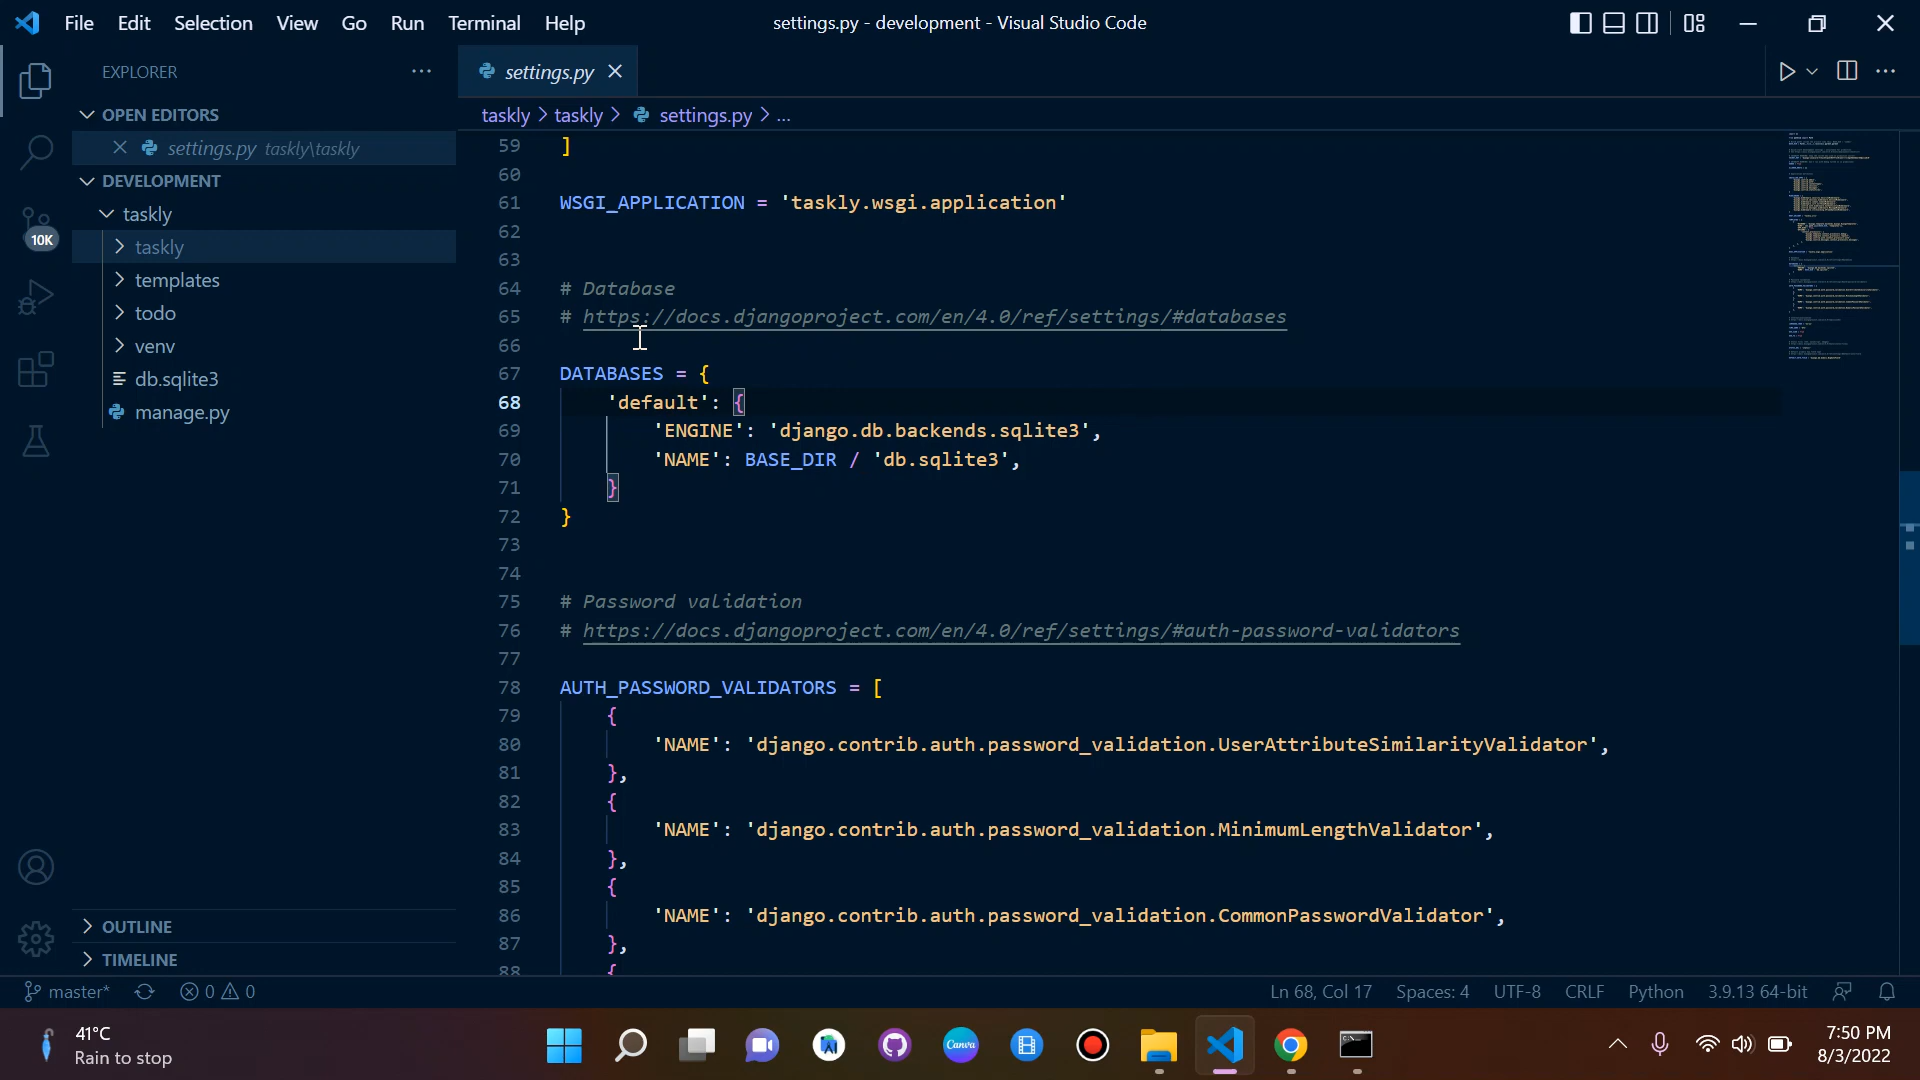 File Edit Selection View Go Run Terminal Help
settings.py - development - Visual Studio Code
EXPLORER
OPEN EDITORS
settings.py taskly\taskly
DEVELOPMENT
taskly
taskly
templates
todo
venv
db.sqlite3
manage.py
OUTLINE
TIMELINE
10K
settings.py
taskly > taskly > settings.py > ...
59 ]
60
61 WSGI_APPLICATION = 'taskly.wsgi.application'
62
63
64 # Database
65 # https://docs.djangoproject.com/en/4.0/ref/settings/#databases
66
67 DATABASES = {
68 'default': {
69 'ENGINE': 'django.db.backends.sqlite3',
70 'NAME': BASE_DIR / 'db.sqlite3',
71 }
72 }
73
74
75 # Password validation
76 # https://docs.djangoproject.com/en/4.0/ref/settings/#auth-password-validators
77
78 AUTH_PASSWORD_VALIDATORS = [
79 {
80 'NAME': 'django.contrib.auth.password_validation.UserAttributeSimilarityValidator',
81 },
82 {
83 'NAME': 'django.contrib.auth.password_validation.MinimumLengthValidator',
84 },
85 {
86 'NAME': 'django.contrib.auth.password_validation.CommonPasswordValidator',
87 },
88 {
master* 0 0 Ln 68, Col 17 Spaces: 4 UTF-8 CRLF Python 3.9.13 64-bit
41°C
Rain to stop
Canva
7:50 PM
8/3/2022